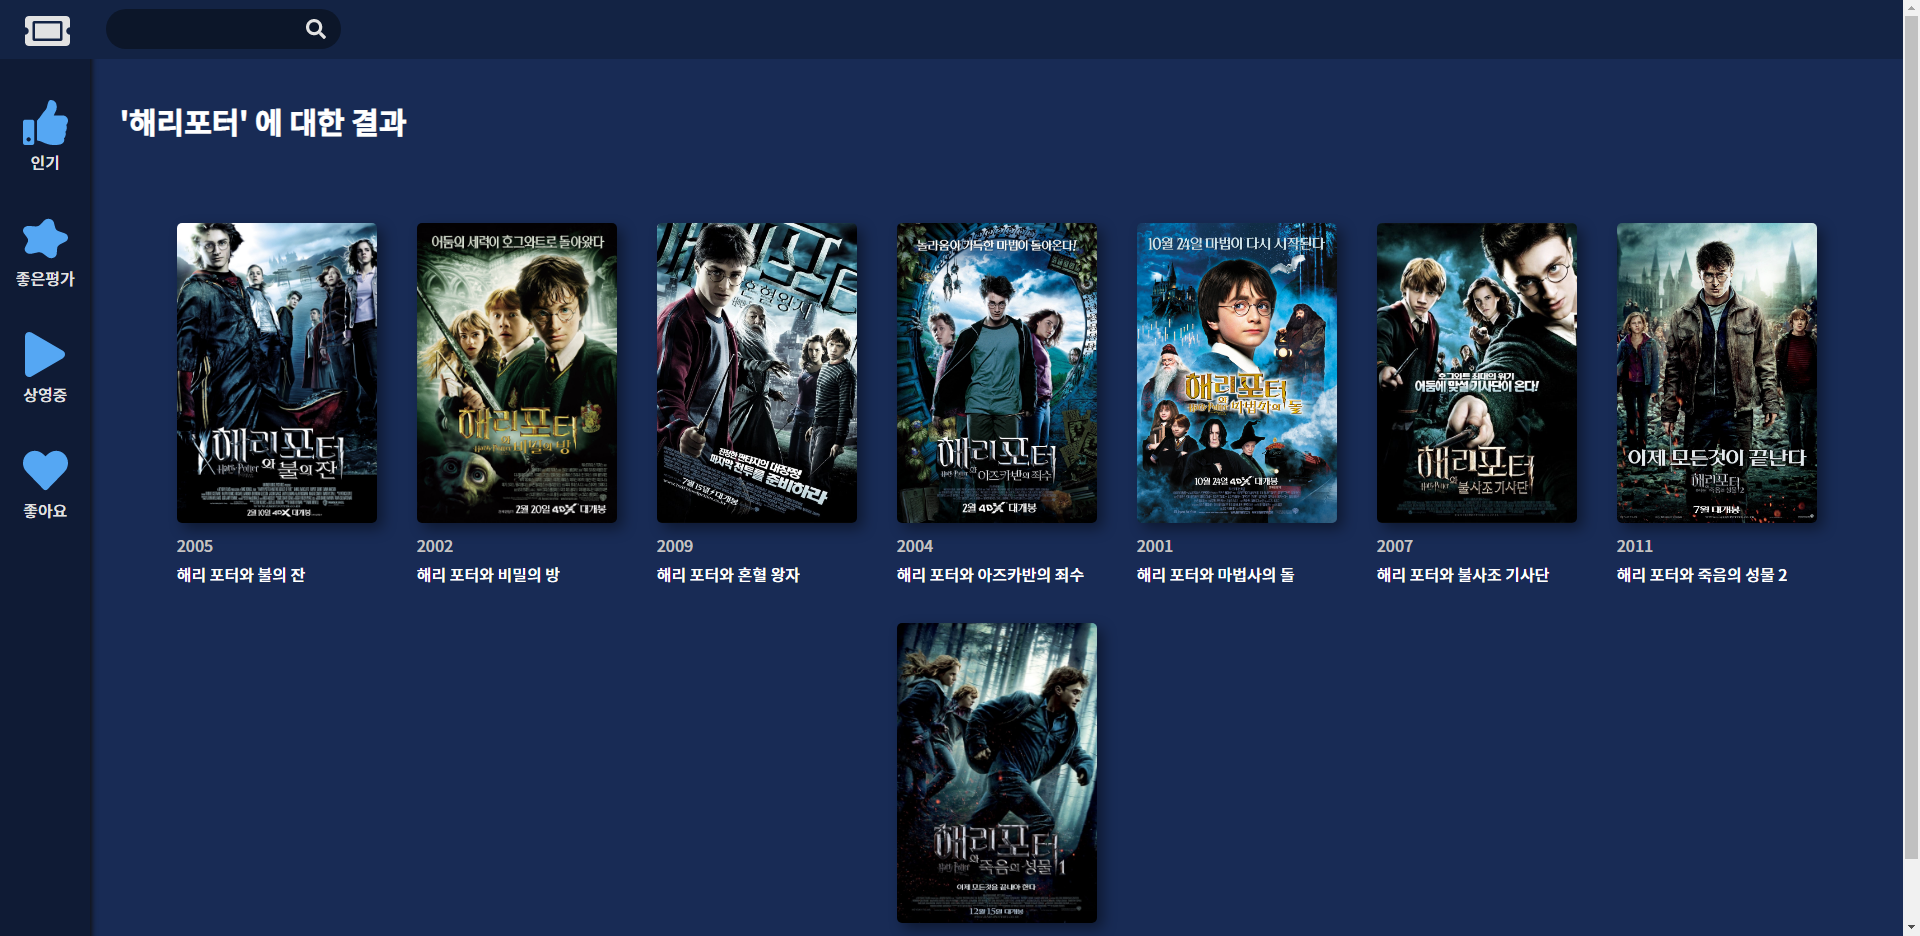 '해리포터' 에 대한 결과
인기
좋은평가
상영중
좋아요
해리포터
와 불의 잔
Harry Potter
2월 10일 4DX 대개봉
2005
해리 포터와 불의 잔
어둠의 세력이 호그와트로 돌아왔다
해리포터
와 비밀의 방
2월 20일 4DX 대개봉
2002
해리 포터와 비밀의 방
해리포터
혼혈왕자
진정한 판타지의 대장정!
마지막 전투를 준비하라
7월 15일 대개봉
2009
해리 포터와 혼혈 왕자
놀라움이 가득한 마법이 돌아온다!
해리포터
와 아즈카반의 죄수
2월 4DX 대개봉
2004
해리 포터와 아즈카반의 죄수
10월 24일 마법이 다시 시작된다
해리포터
와 마법사의 돌
10월 24일 4DX 대개봉
2001
해리 포터와 마법사의 돌
호그와트 최대의 위기
어둠에 맞설 기사단이 온다!
해리포터
와 불사조 기사단
2007
해리 포터와 불사조 기사단
이제 모든것이 끝난다
해리포터
와 죽음의 성물 2
7월 대개봉
2011
해리 포터와 죽음의 성물 2
해리포터
와 죽음의 성물 1
이제 모든것을 끝내야 한다
12월 15일 대개봉